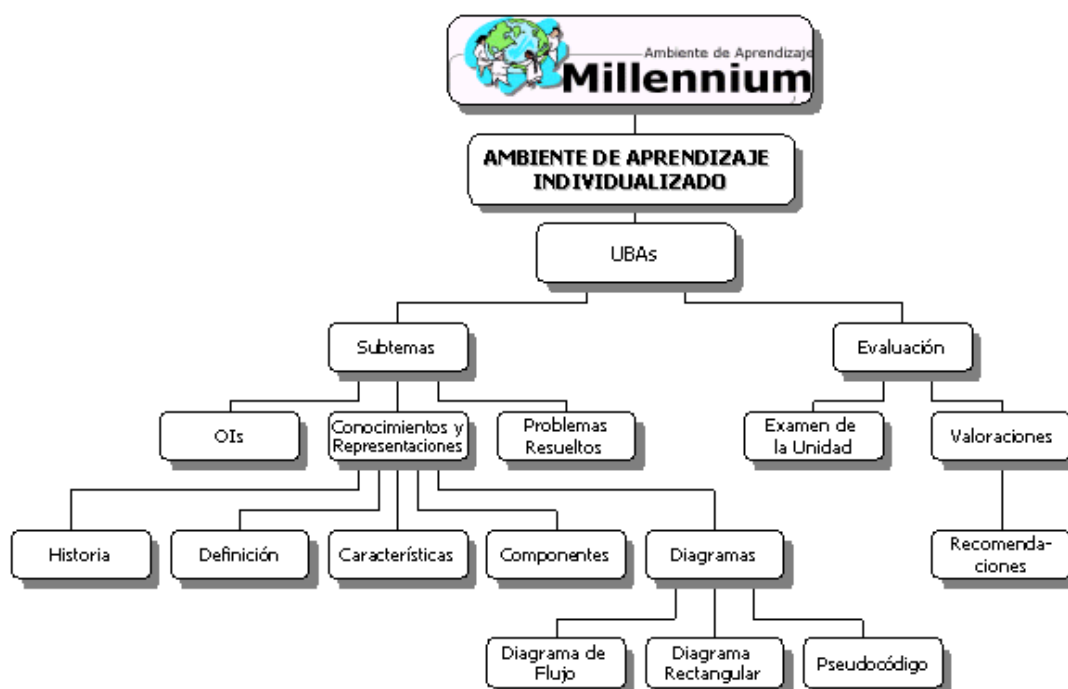 Ambiente de Aprendizaje
Millennium
AMBIENTE DE APRENDIZAJE
INDIVIDUALIZADO
UBAs
Subtemas
Evaluación
OIs
Conocimientos y
Representaciones
Problemas
Resueltos
Examen de
la Unidad
Valoraciones
Historia
Definición
Características
Componentes
Diagramas
Recomenda-
ciones
Diagrama de
Flujo
Diagrama
Rectangular
Pseudocódigo